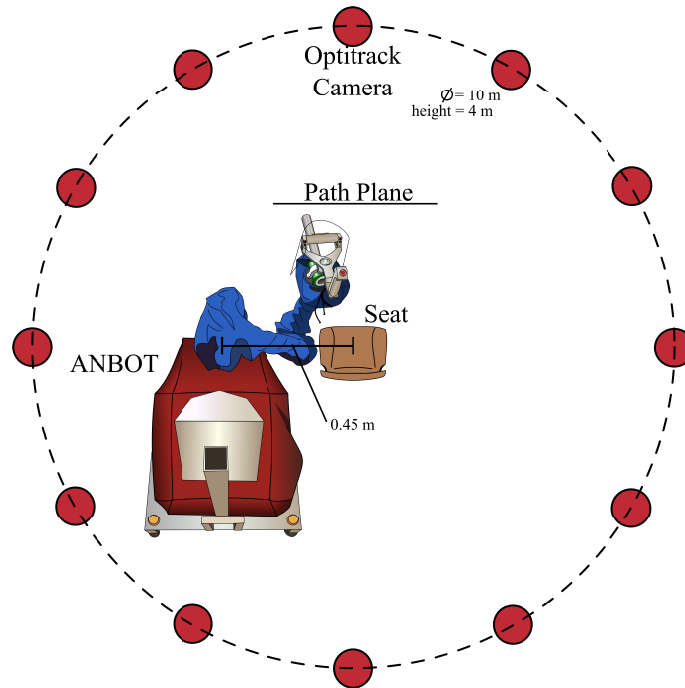 Optitrack
Camera
Ø= 10 m
height = 4 m
Path Plane
Seat
ANBOT
0.45 m